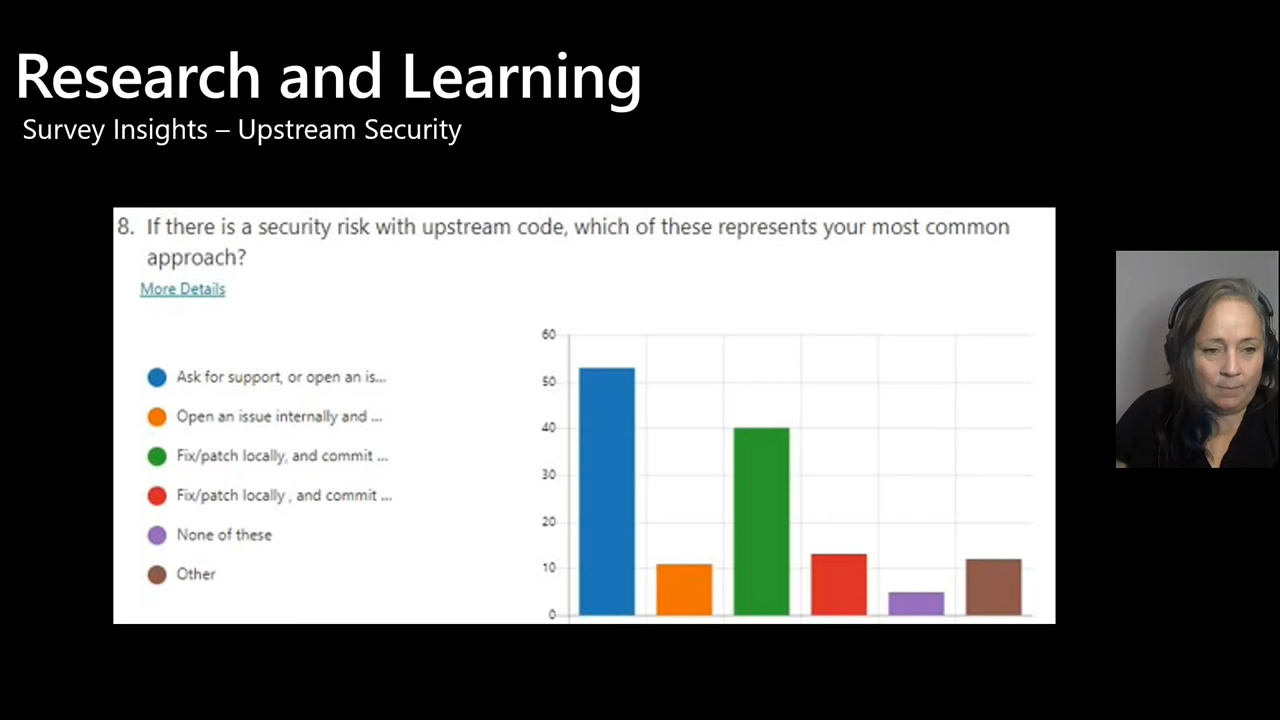 Research and Learning
Survey Insights – Upstream Security
8. If there is a security risk with upstream code, which of these represents your most common
approach?
More Details
Ask for support, or open an is...
Open an issue internally and ...
Fix/patch locally, and commit ...
Fix/patch locally , and commit ...
None of these
Other
60
50
40
30
20
10
0